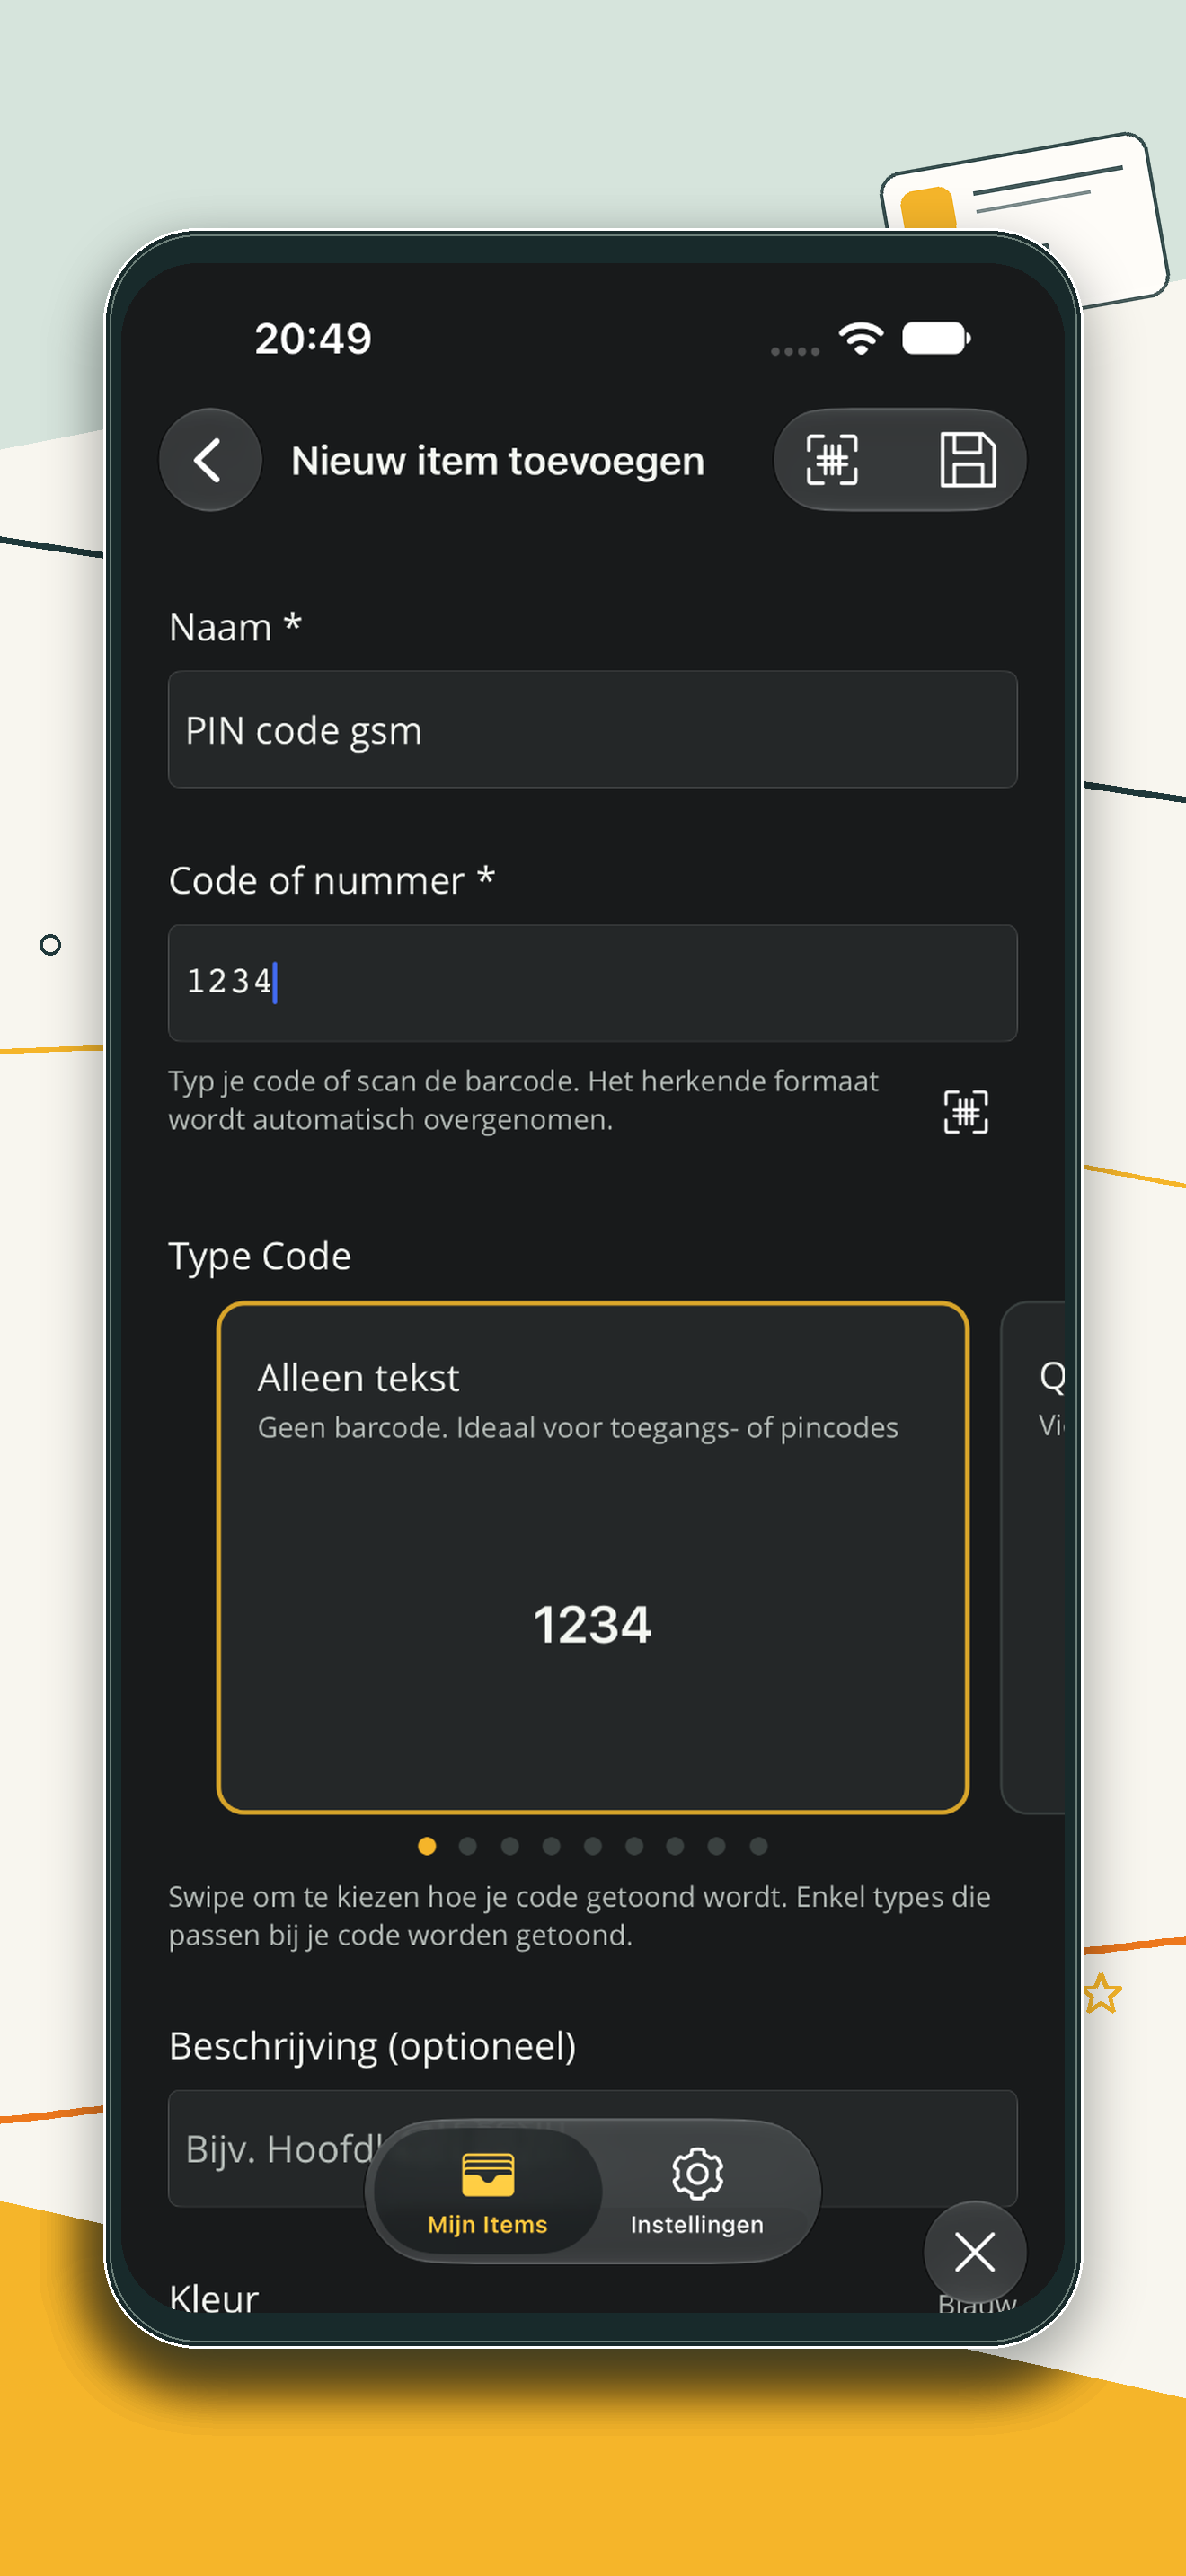 20:49
Nieuw item toevoegen
Naam *
PIN code gsm
Code of nummer *
1234
Typ je code of scan de barcode. Het herkende formaat
wordt automatisch overgenomen.
Type Code
Alleen tekst
Geen barcode. Ideaal voor toegangs- of pincodes
1234
Swipe om te kiezen hoe je code getoond wordt. Enkel types die
passen bij je code worden getoond.
Beschrijving (optioneel)
Bijv.
Mijn Items
Instellingen
Kleur
Blauw